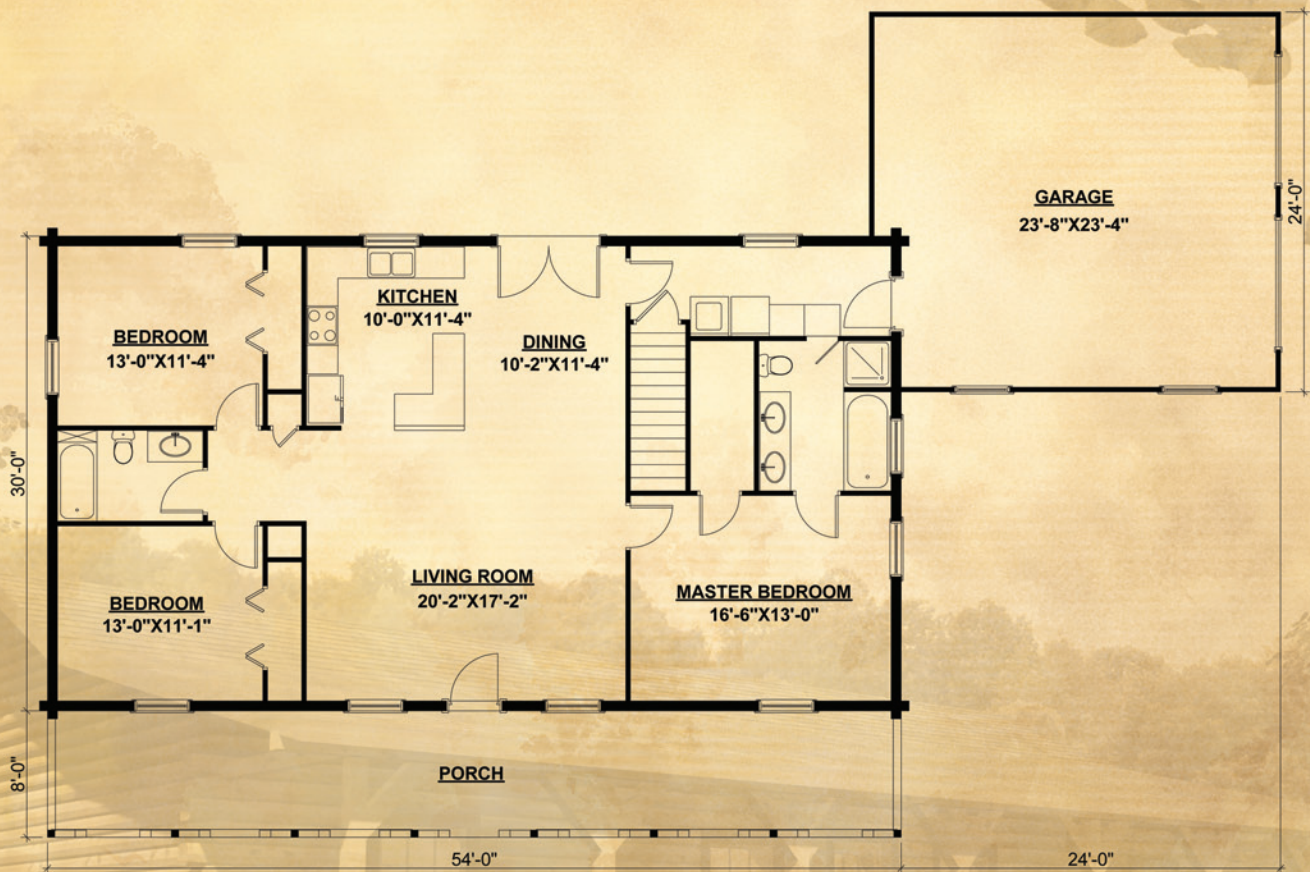 GARAGE
23'-8"X23'-4"
24'-0"
KITCHEN
10'-0"X11'-4"
BEDROOM
13'-0"X11'-4"
DINING
10'-2"X11'-4"
30'-0"
LIVING ROOM
20'-2"X17'-2"
MASTER BEDROOM
16'-6"X13'-0"
BEDROOM
13'-0"X11'-1"
8'-0"
PORCH
54'-0"
24'-0"